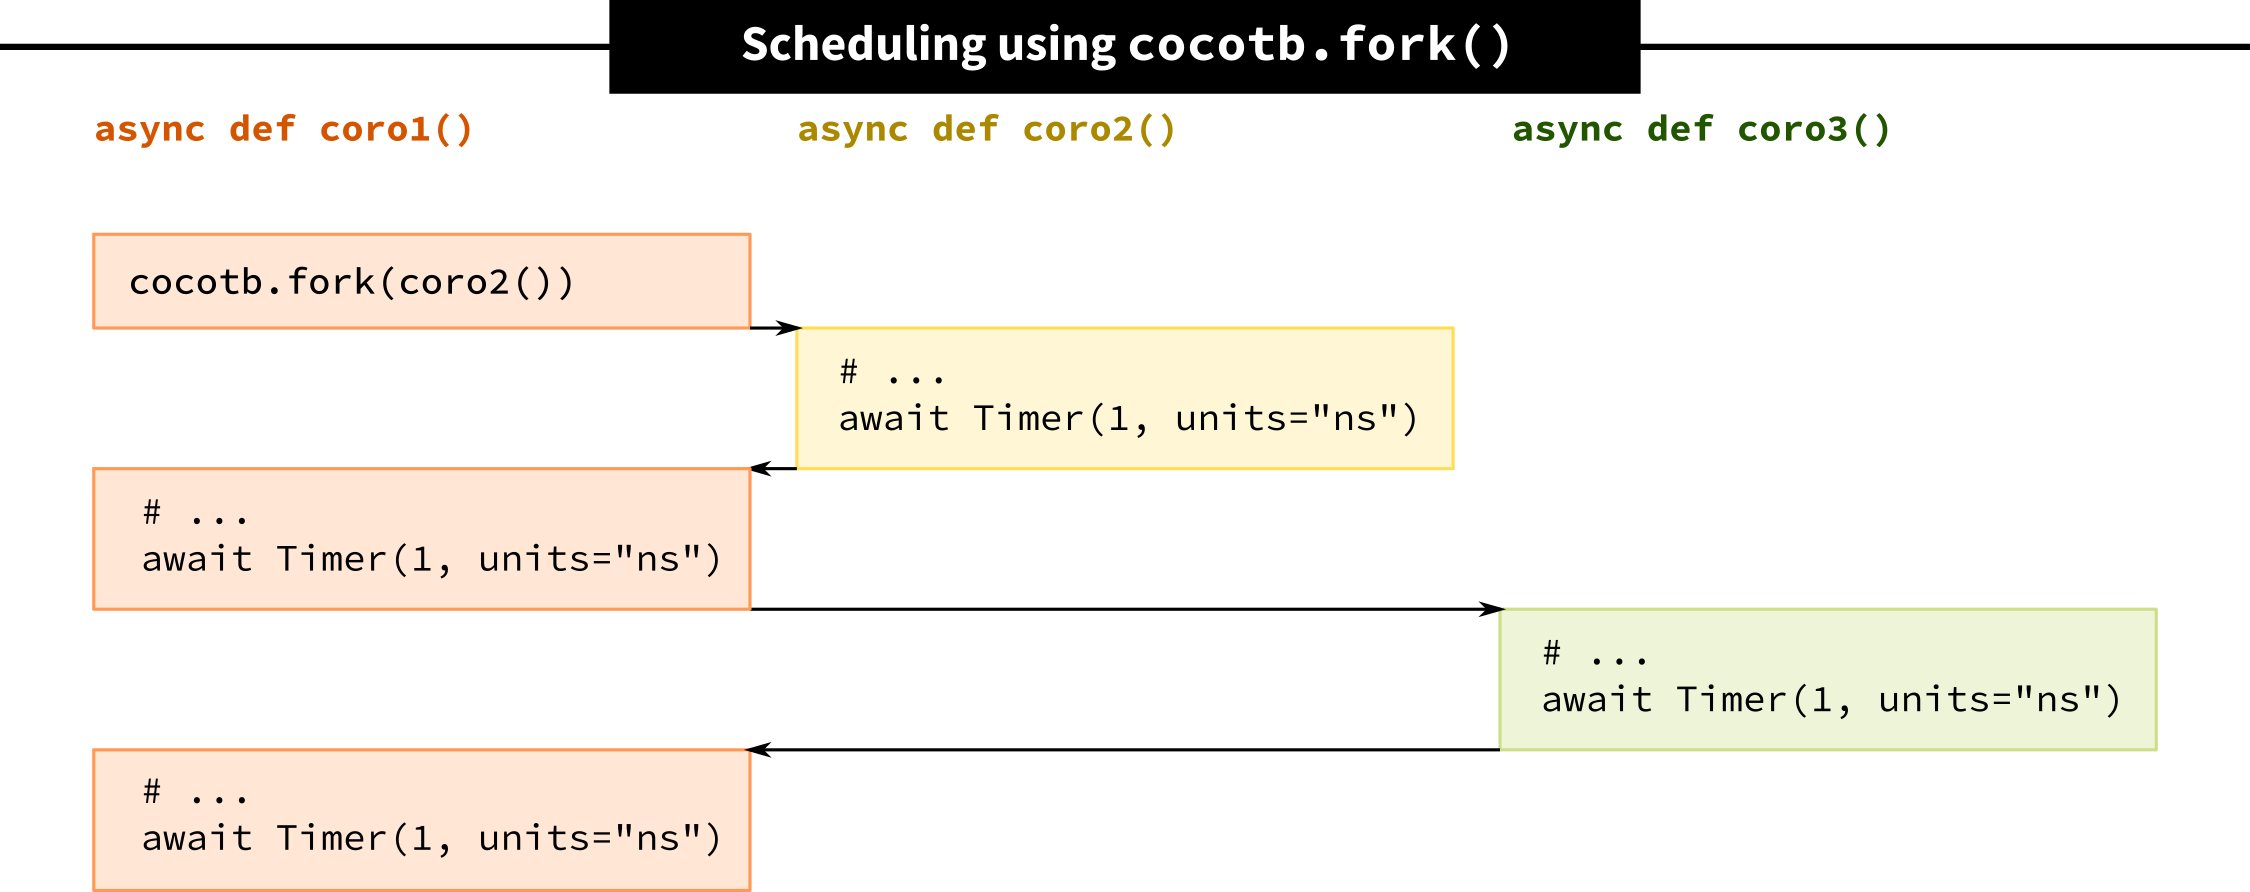 Scheduling using cocotb.fork()
async def coro1()
async def coro2()
async def coro3()
cocotb.fork(coro2())
# ...
await Timer(1, units="ns")
# ...
await Timer(1, units="ns")
# ...
await Timer(1, units="ns")
# ...
await Timer(1, units="ns")